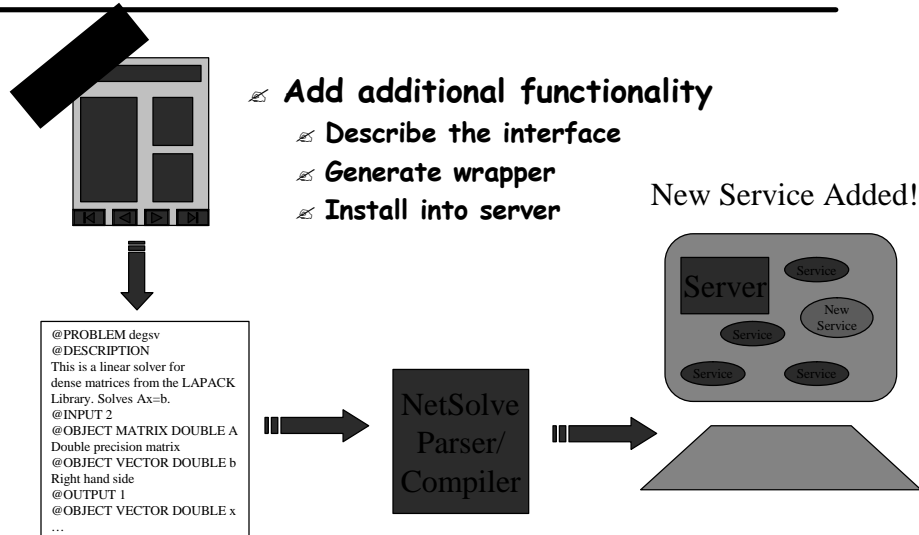 Add additional functionality
Describe the interface
Generate wrapper
Install into server
New Service Added!
@PROBLEM degsv
@DESCRIPTION
This is a linear solver for
dense matrices from the LAPACK
Library. Solves Ax=b.
@INPUT 2
@OBJECT MATRIX DOUBLE A
Double precision matrix
@OBJECT VECTOR DOUBLE b
Right hand side
@OUTPUT 1
@OBJECT VECTOR DOUBLE x
…
NetSolve
Parser/
Compiler
Server
Service
New
Service
Service
Service
Service